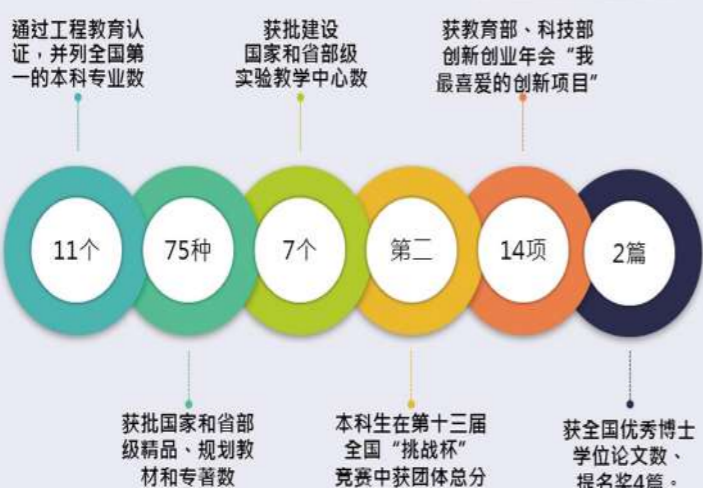 通过工程教育认
证，并列全国第
一的本科专业数
获批建设
国家和省部级
实验教学中心数
获教育部、科技部
创新创业年会“我
最喜爱的创新项目”
11个
75种
7个
第二
14项
2篇
获批国家和省部
级精品、规划教
材和专著数
本科生在第十三届
全国“挑战杯”
竞赛中获团体总分
获全国优秀博士
学位论文数、
提名奖4篇。